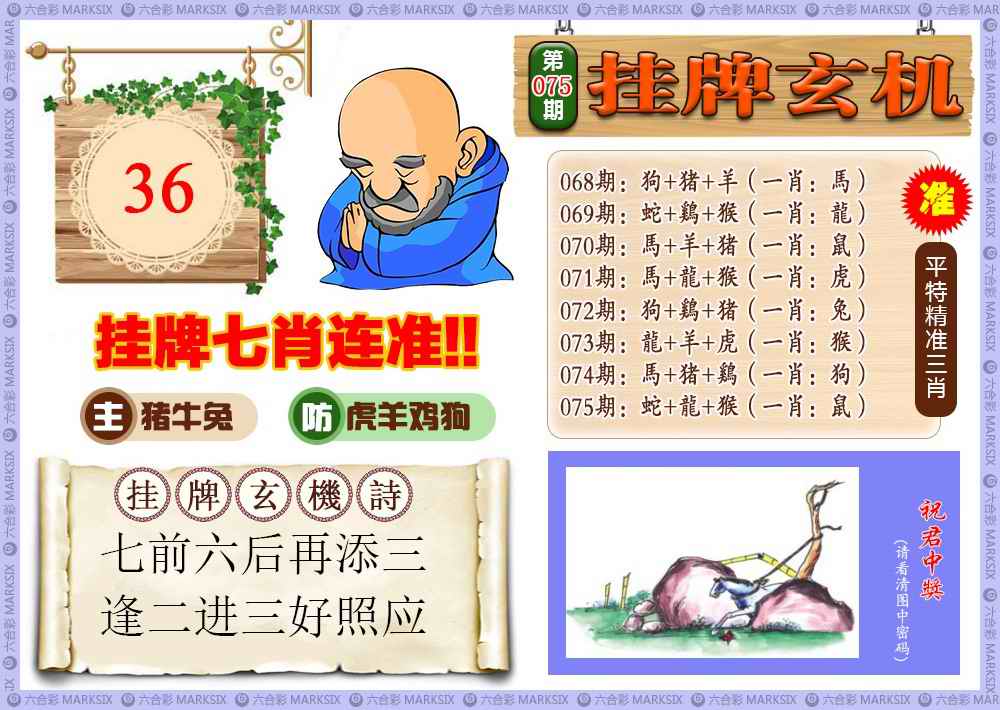 六合彩 MARKSIX
36
第
075
期
挂牌玄机
068期：狗+猪+羊（一肖：馬）
069期：蛇+鷄+猴（一肖：龍）
070期：馬+羊+猪（一肖：鼠）
071期：馬+龍+猴（一肖：虎）
072期：狗+鷄+猪（一肖：兔）
073期：龍+羊+虎（一肖：猴）
074期：馬+猪+鷄（一肖：狗）
075期：蛇+龍+猴（一肖：鼠）
准
平特精准三肖
挂牌七肖连准!!
主 猪牛兔
防 虎羊鸡狗
挂牌玄機詩
七前六后再添三
逢二进三好照应
祝君中獎
(请看清图中密码)